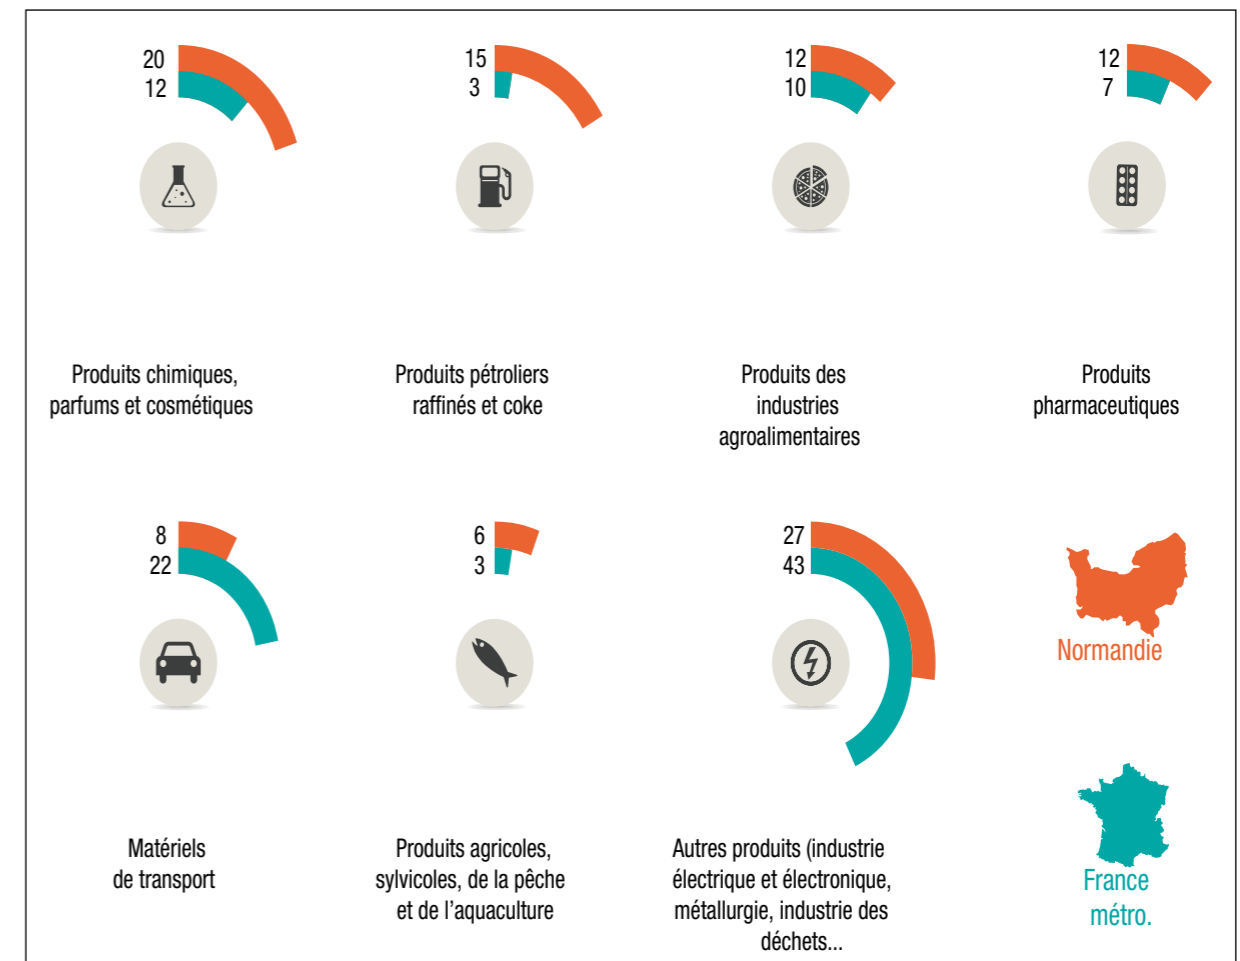 20
12
15
3
12
10
12
7
Produits chimiques,
parfums et cosmétiques
Produits pétroliers
raffinés et coke
Produits des
industries
agroalimentaires
Produits
pharmaceutiques
8
22
6
3
27
43
Normandie
Matériels
de transport
Produits agricoles,
sylvicoles, de la pêche
et de l'aquaculture
Autres produits (industrie
électrique et électronique,
métallurgie, industrie des
déchets...
France
métro.